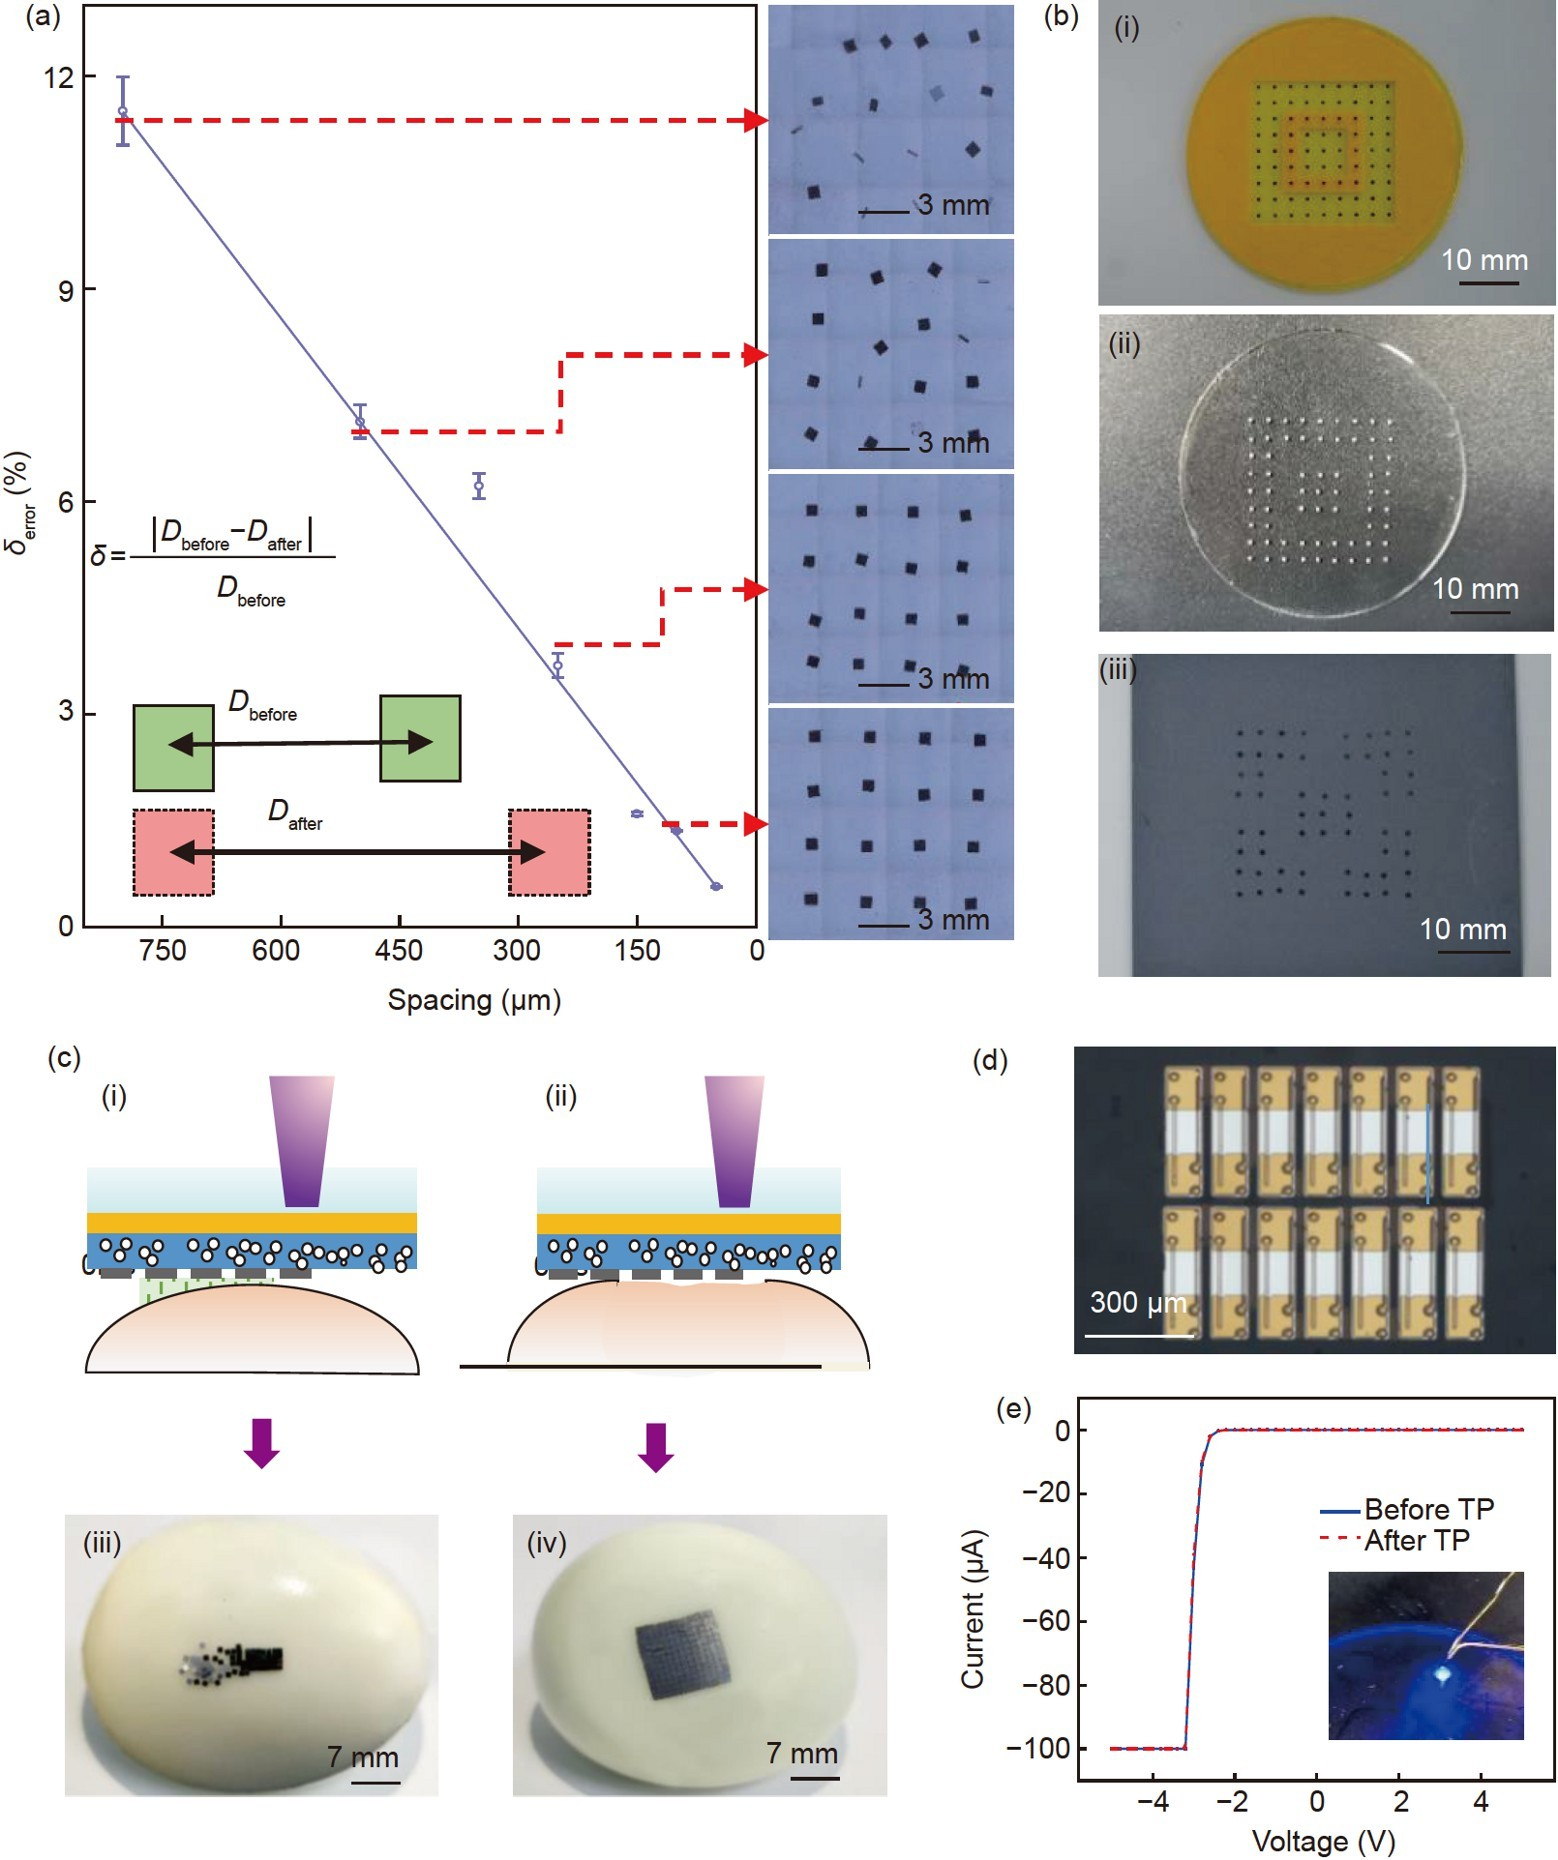 (a)
12
9
6
3
0
δerror (%)
δ=
|Dbefore−Dafter|
Dbefore
Dbefore
Dafter
750
600
450
300
150
0
Spacing (μm)
3 mm
3 mm
3 mm
3 mm
(b)
(i)
10 mm
(ii)
10 mm
(iii)
10 mm
(c)
(i)
(ii)
(iii)
7 mm
(iv)
7 mm
(d)
300 μm
(e)
0
−20
−40
−60
−80
−100
Current (μA)
Before TP
After TP
−4
−2
0
2
4
Voltage (V)